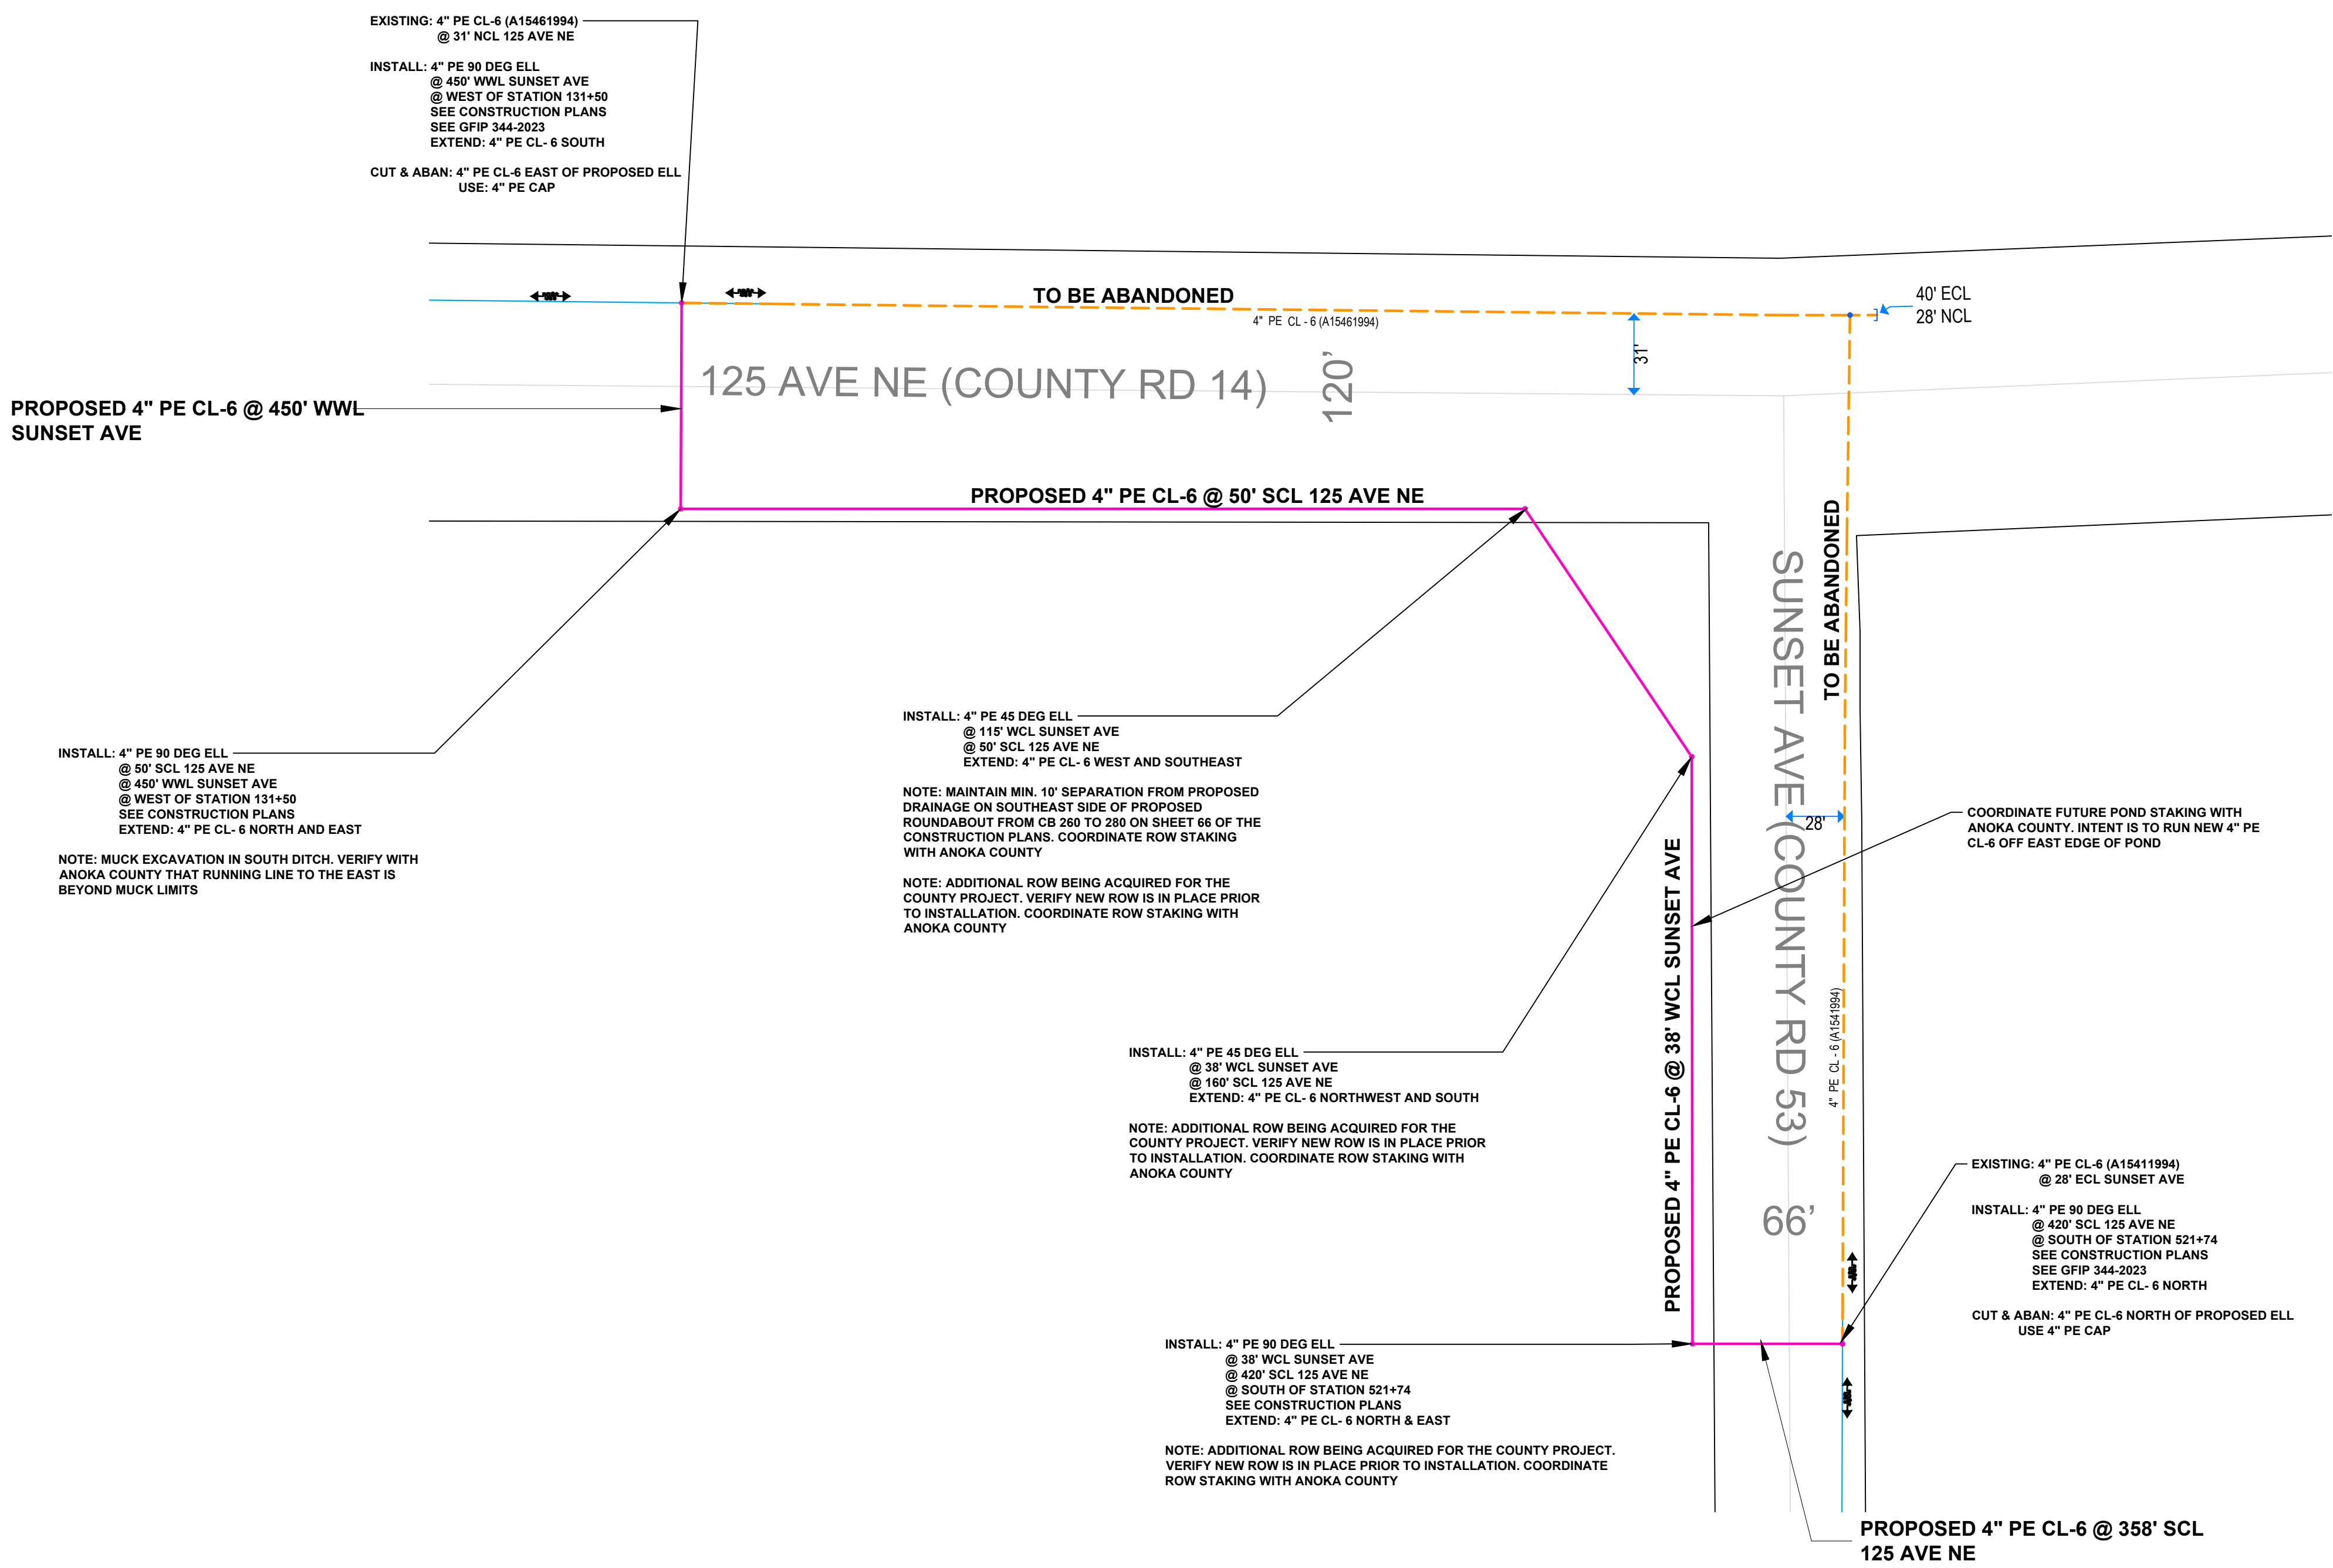 EXISTING: 4" PE CL-6 (A15461994)
@ 31' NCL 125 AVE NE
INSTALL: 4" PE 90 DEG ELL
@ 450' WWL SUNSET AVE
@ WEST OF STATION 131+50
SEE CONSTRUCTION PLANS
SEE GFIP 344-2023
EXTEND: 4" PE CL- 6 SOUTH
CUT & ABAN: 4" PE CL-6 EAST OF PROPOSED ELL
USE: 4" PE CAP
TO BE ABANDONED
4" PE CL - 6 (A15461994)
40' ECL
28' NCL
31'
125 AVE NE (COUNTY RD 14)
120'
PROPOSED 4" PE CL-6 @ 450' WWL
SUNSET AVE
PROPOSED 4" PE CL-6 @ 50' SCL 125 AVE NE
TO BE ABANDONED
SUNSET AVE (COUNTY RD 53)
INSTALL: 4" PE 90 DEG ELL
@ 50' SCL 125 AVE NE
@ 450' WWL SUNSET AVE
@ WEST OF STATION 131+50
SEE CONSTRUCTION PLANS
EXTEND: 4" PE CL- 6 NORTH AND EAST
NOTE: MUCK EXCAVATION IN SOUTH DITCH. VERIFY WITH
ANOKA COUNTY THAT RUNNING LINE TO THE EAST IS
BEYOND MUCK LIMITS
INSTALL: 4" PE 45 DEG ELL
@ 115' WCL SUNSET AVE
@ 50' SCL 125 AVE NE
EXTEND: 4" PE CL- 6 WEST AND SOUTHEAST
NOTE: MAINTAIN MIN. 10' SEPARATION FROM PROPOSED
DRAINAGE ON SOUTHEAST SIDE OF PROPOSED
ROUNDABOUT FROM CB 260 TO 280 ON SHEET 66 OF THE
CONSTRUCTION PLANS. COORDINATE ROW STAKING
WITH ANOKA COUNTY
NOTE: ADDITIONAL ROW BEING ACQUIRED FOR THE
COUNTY PROJECT. VERIFY NEW ROW IS IN PLACE PRIOR
TO INSTALLATION. COORDINATE ROW STAKING WITH
ANOKA COUNTY
28'
COORDINATE FUTURE POND STAKING WITH
ANOKA COUNTY. INTENT IS TO RUN NEW 4" PE
CL-6 OFF EAST EDGE OF POND
PROPOSED 4" PE CL-6 @ 38' WCL SUNSET AVE
4" PE CL - 6 (A15411994)
INSTALL: 4" PE 45 DEG ELL
@ 38' WCL SUNSET AVE
@ 160' SCL 125 AVE NE
EXTEND: 4" PE CL- 6 NORTHWEST AND SOUTH
NOTE: ADDITIONAL ROW BEING ACQUIRED FOR THE
COUNTY PROJECT. VERIFY NEW ROW IS IN PLACE PRIOR
TO INSTALLATION. COORDINATE ROW STAKING WITH
ANOKA COUNTY
66'
EXISTING: 4" PE CL-6 (A15411994)
@ 28' ECL SUNSET AVE
INSTALL: 4" PE 90 DEG ELL
@ 420' SCL 125 AVE NE
@ SOUTH OF STATION 521+74
SEE CONSTRUCTION PLANS
SEE GFIP 344-2023
EXTEND: 4" PE CL- 6 NORTH
CUT & ABAN: 4" PE CL-6 NORTH OF PROPOSED ELL
USE 4" PE CAP
INSTALL: 4" PE 90 DEG ELL
@ 38' WCL SUNSET AVE
@ 420' SCL 125 AVE NE
@ SOUTH OF STATION 521+74
SEE CONSTRUCTION PLANS
EXTEND: 4" PE CL- 6 NORTH & EAST
NOTE: ADDITIONAL ROW BEING ACQUIRED FOR THE COUNTY PROJECT.
VERIFY NEW ROW IS IN PLACE PRIOR TO INSTALLATION. COORDINATE
ROW STAKING WITH ANOKA COUNTY
PROPOSED 4" PE CL-6 @ 358' SCL
125 AVE NE